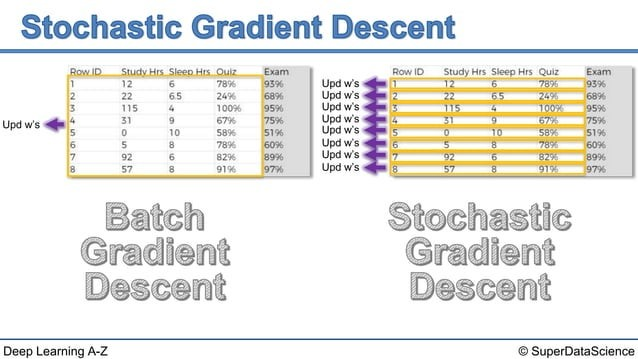 Stochastic Gradient Descent
Row ID Study Hrs Sleep Hrs Quiz Exam
1 12 6 78% 93%
2 22 6.5 24% 68%
3 115 4 100% 95%
4 31 9 67% 75%
5 0 10 58% 51%
6 5 8 78% 60%
7 92 6 82% 89%
8 57 8 91% 97%
Upd w's
Batch
Gradient
Descent
Row ID Study Hrs Sleep Hrs Quiz Exam
Upd w's 1 12 6 78% 93%
Upd w's 2 22 6.5 24% 68%
Upd w's 3 115 4 100% 95%
Upd w's 4 31 9 67% 75%
Upd w's 5 0 10 58% 51%
Upd w's 6 5 8 78% 60%
Upd w's 7 92 6 82% 89%
Upd w's 8 57 8 91% 97%
Stochastic
Gradient
Descent
Deep Learning A-Z
© SuperDataScience